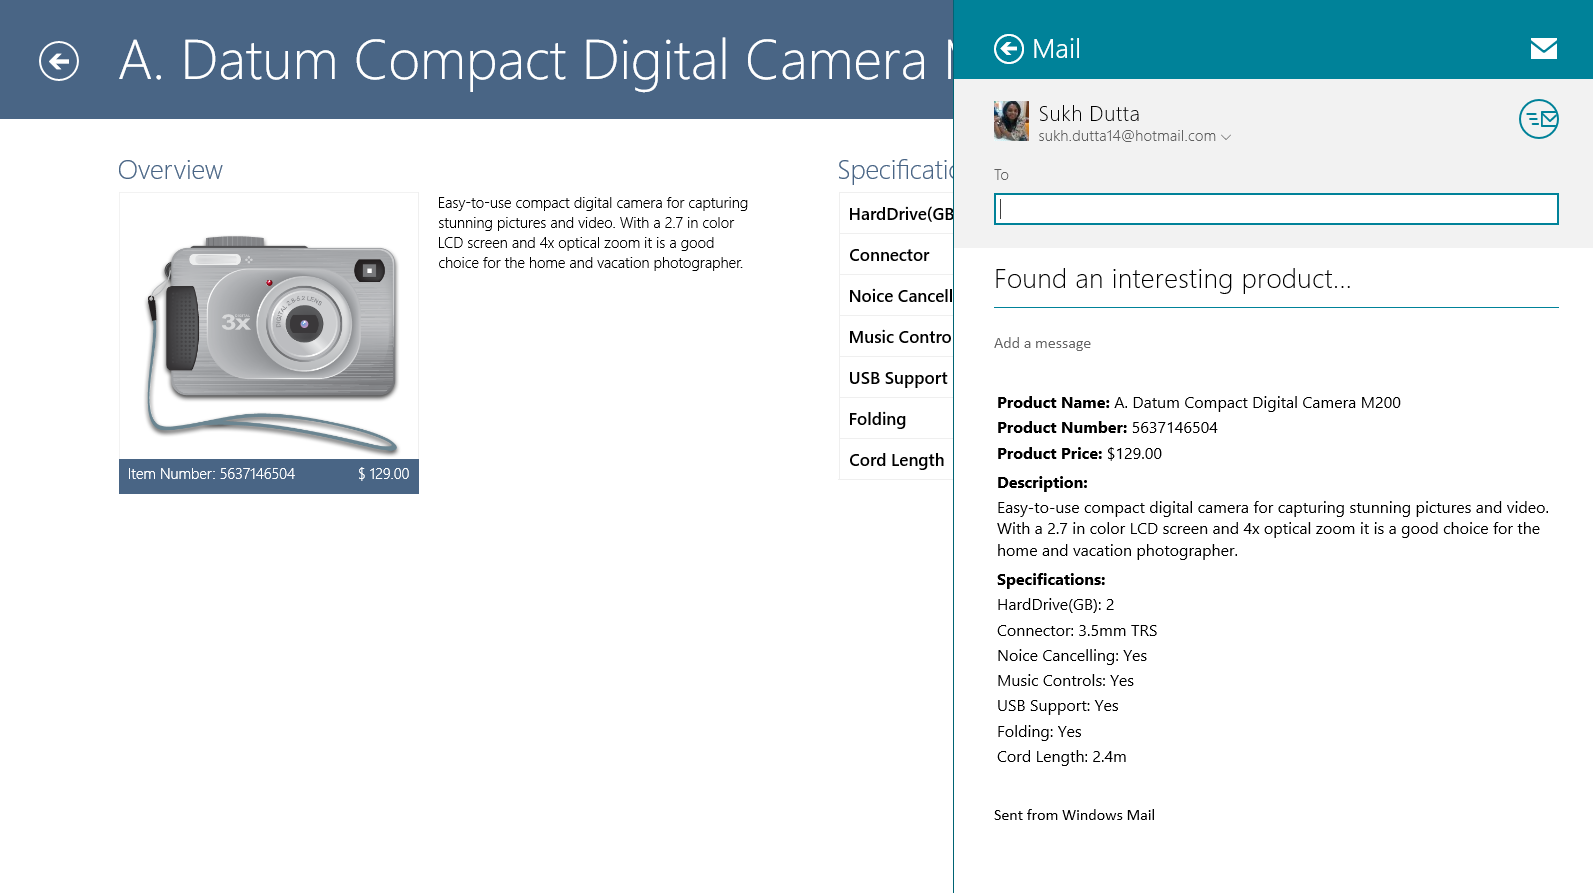 A. Datum Compact Digital Camera
Overview
Easy-to-use compact digital camera for capturing
stunning pictures and video. With a 2.7 in color
LCD screen and 4x optical zoom it is a good
choice for the home and vacation photographer.
3x
Item Number: 5637146504
$ 129.00
Specificatio
HardDrive(GB
Connector
Noice Cancell
Music Contro
USB Support
Folding
Cord Length
Mail
Sukh Dutta
sukh.dutta14@hotmail.com
To
Found an interesting product...
Add a message
Product Name: A. Datum Compact Digital Camera M200
Product Number: 5637146504
Product Price: $129.00
Description:
Easy-to-use compact digital camera for capturing stunning pictures and video.
With a 2.7 in color LCD screen and 4x optical zoom it is a good choice for the
home and vacation photographer.
Specifications:
HardDrive(GB): 2
Connector: 3.5mm TRS
Noice Cancelling: Yes
Music Controls: Yes
USB Support: Yes
Folding: Yes
Cord Length: 2.4m
Sent from Windows Mail